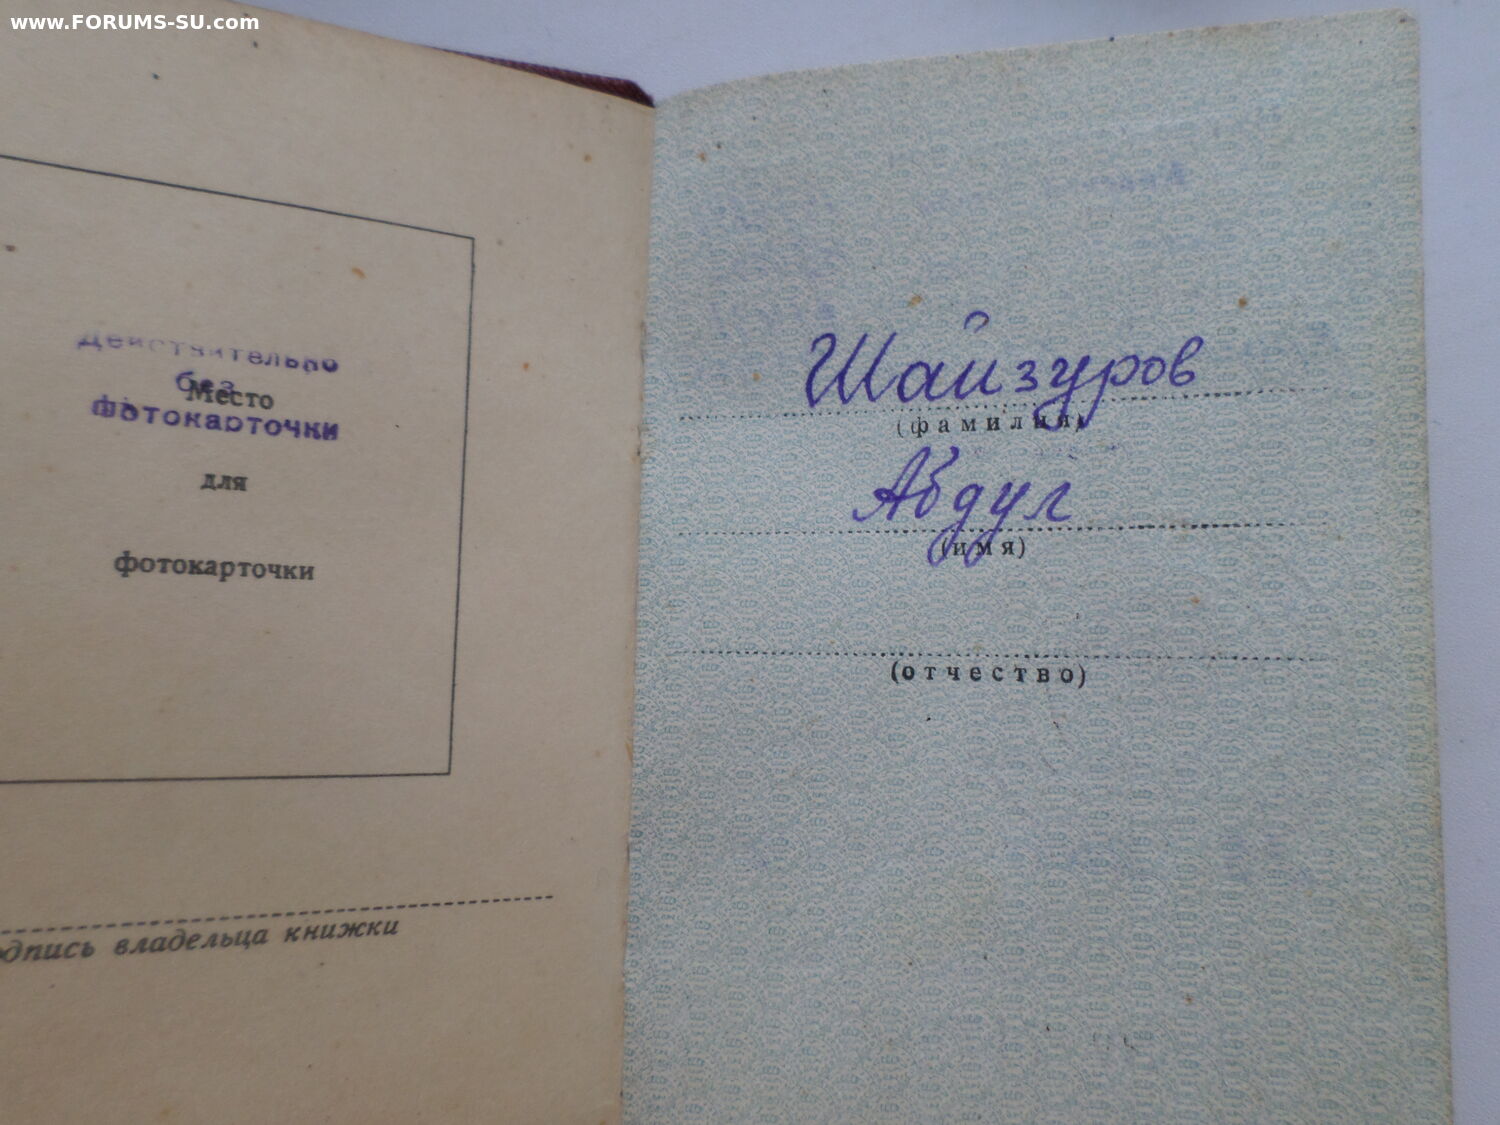 www.FORUMS-SU.com
Действительно
без
фотокарточки
Место
для
фотокарточки
одпись владельца книжки
Шайзуров
(фамилия)
Абдул
(имя)
(отчество)